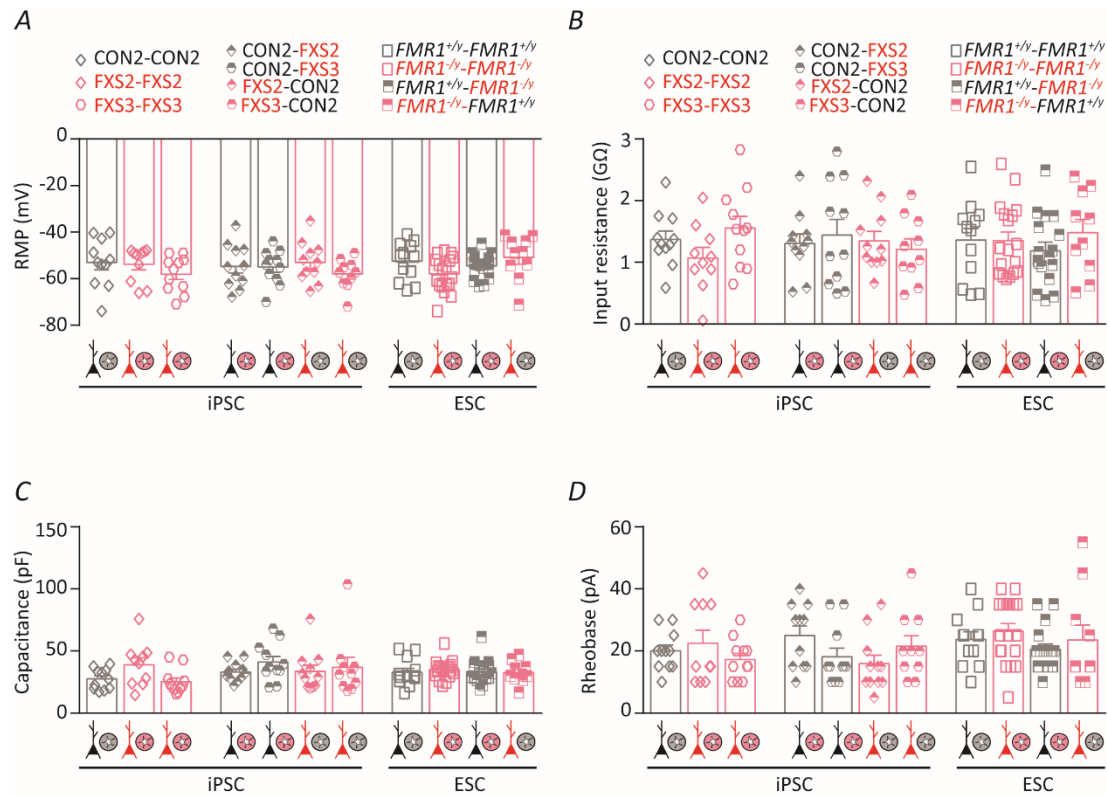 A
CON2-CON2
FXS2-FXS2
FXS3-FXS3
CON2-FXS2
CON2-FXS3
FXS2-CON2
FXS3-CON2
FMR1+/y-FMR1+/y
FMR1-/y-FMR1-/y
FMR1+/y-FMR1-/y
FMR1-/y-FMR1+/y
RMP (mV)
0
-20
-40
-60
-80
iPSC
ESC
B
CON2-CON2
FXS2-FXS2
FXS3-FXS3
CON2-FXS2
CON2-FXS3
FXS2-CON2
FXS3-CON2
FMR1+/y-FMR1+/y
FMR1-/y-FMR1-/y
FMR1+/y-FMR1-/y
FMR1-/y-FMR1+/y
Input resistance (GΩ)
3
2
1
0
iPSC
ESC
C
Capacitance (pF)
150
100
50
0
iPSC
ESC
D
Rheobase (pA)
60
40
20
0
iPSC
ESC